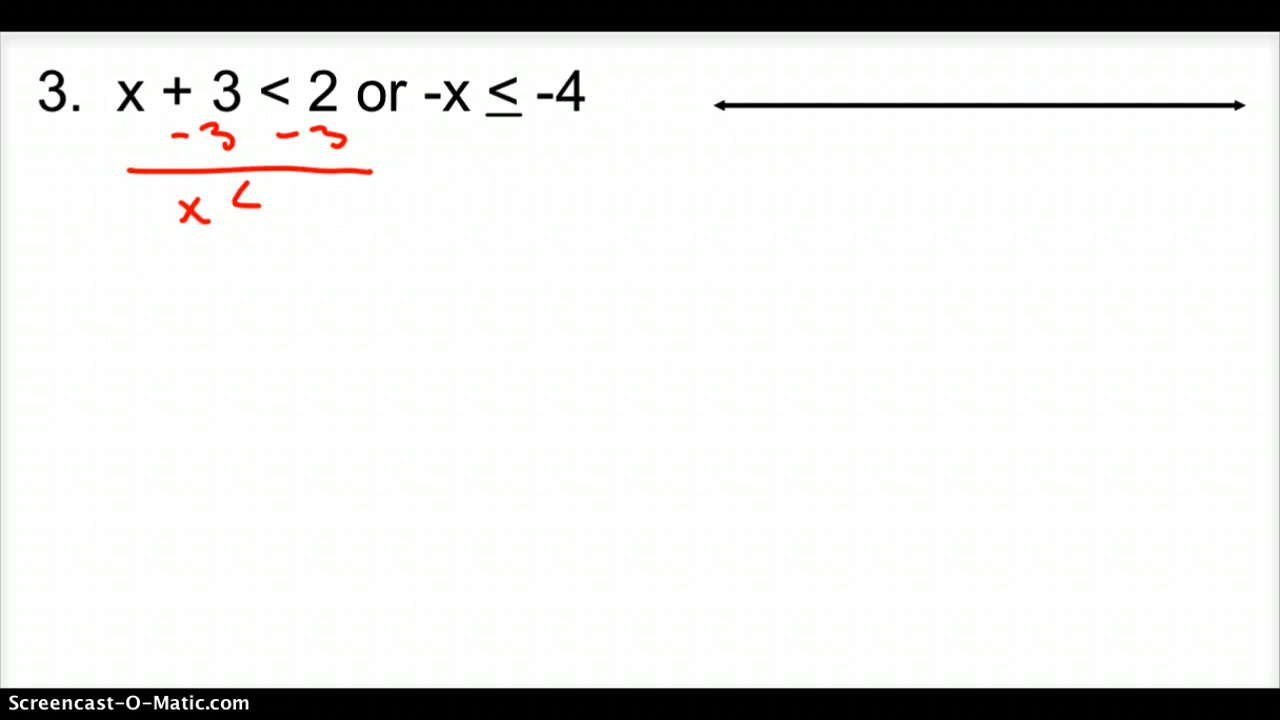 3. x + 3 < 2 or -x ≤ -4
-3 -3
x <
Screencast-O-Matic.com